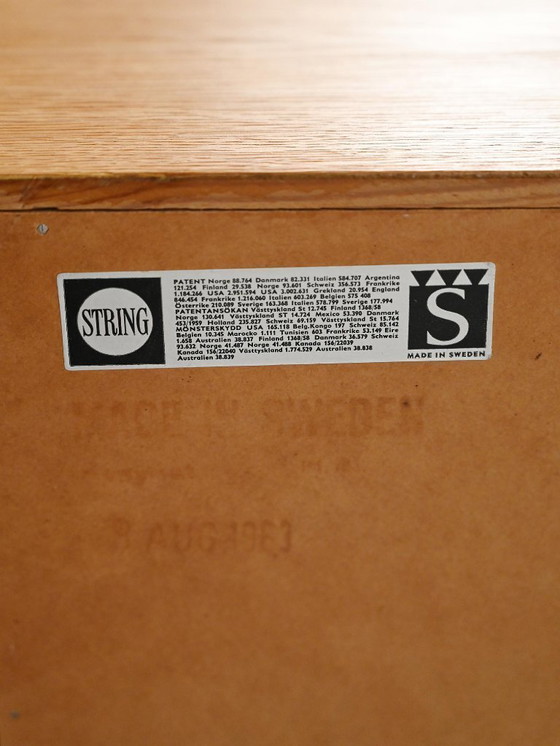 STRING
PATENT Norge 88.764 Danmark 82.331 Italien 584.707 Argentina
121.254 Finland 29.538 Norge 93.601 Schweiz 356.573 Frankrike
1.184.266 USA 2.951.594 USA 3.002.631 Grekland 20.954 England
846.454 Frankrike 1.216.060 Italien 603.269 Belgien 575 408
Österrike 210.089 Sverige 163.368 Italien 578.799 Sverige 177.994
PATENTANSÖKAN Västtyskland St 12.745 Finland 1368/58
Norge 130.641 Västtyskland ST 14.724 Mexico 53.390 Danmark
453/1959 Holland 235.827 Schweiz 69.159 Västtyskland St 15.764
MÖNSTERSKYDD USA 165.118 Belg.Kongo 197 Schweiz 85.142
Belgien 10.345 Marocko 1.111 Tunisien 603 Frankrike 53.149 Eire
1.658 Australien 38.837 Finland 1368/58 Danmark 36.579 Schweiz
93.632 Norge 41.487 Norge 41.488 Kanada 156/22039
Kanada 156/22040 Västtyskland 1.774.529 Australien 38.838
Australien 38.839
S
MADE IN SWEDEN
MADE IN SWEDEN
AUG 1963